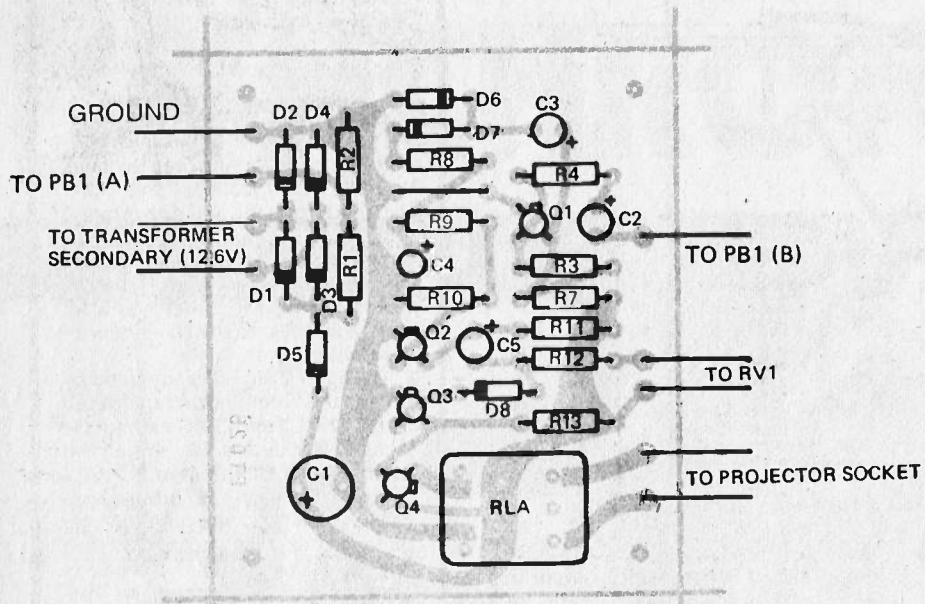 D6
D2 D4
C3
GROUND
D7
R2
R8
R4
TO PB1 (A)
Q1
R9
C2
TO TRANSFORMER
SECONDARY (12.6V)
TO PB1 (B)
R1
C4
R3
D1
D3
R10
R7
Q2
R11
C5
D5
R12
TO RV1
Q3
D8
R13
C1
TO PROJECTOR SOCKET
Q4
RLA